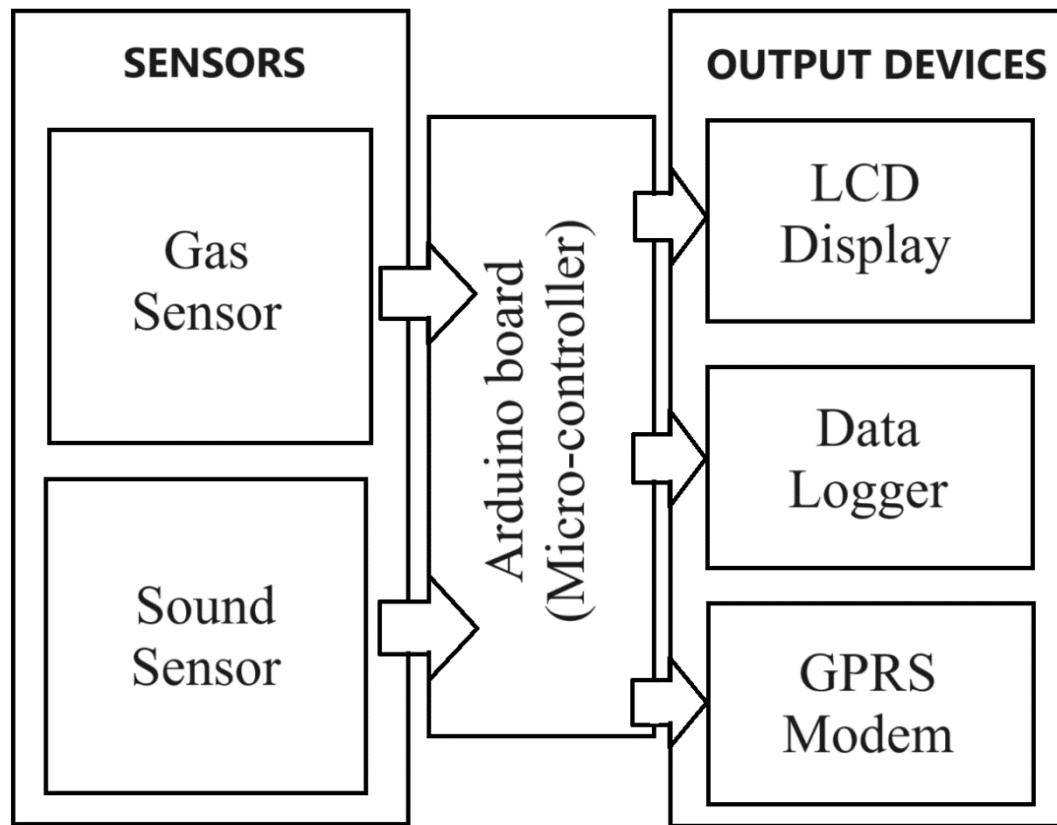 SENSORS
Gas
Sensor
Sound
Sensor
Arduino board
(Micro-controller)
OUTPUT DEVICES
LCD
Display
Data
Logger
GPRS
Modem